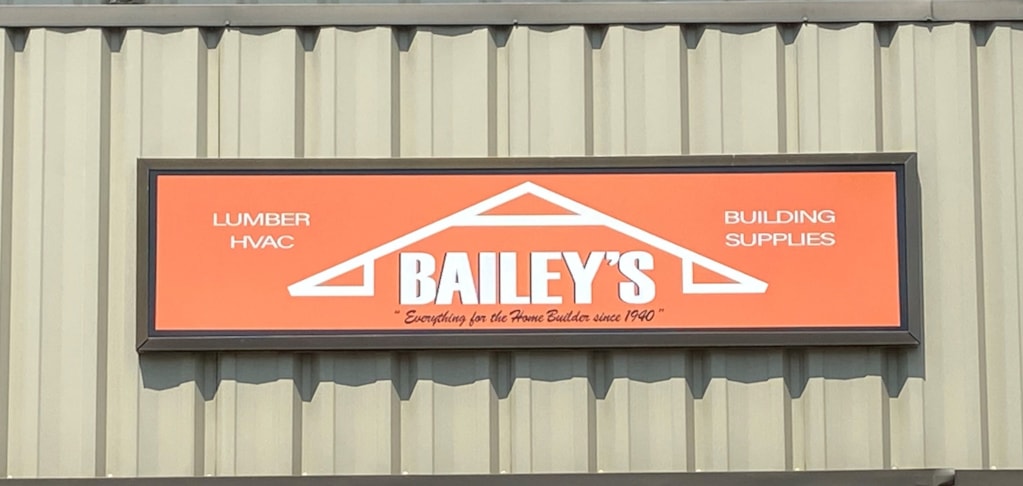 LUMBER
HVAC
BAILEY'S
" Everything for the Home Builder since 1940 "
BUILDING
SUPPLIES